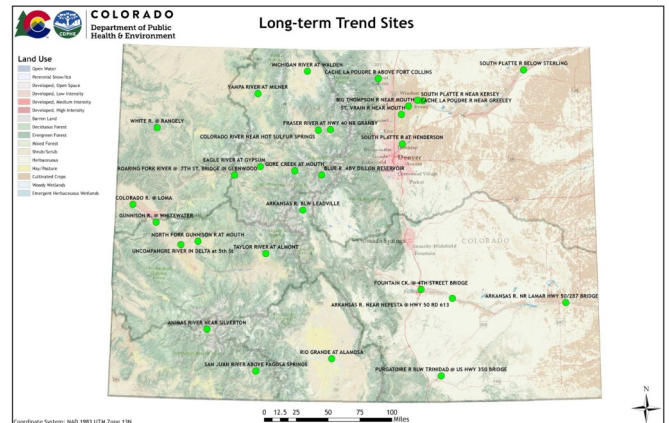 COLORADO
Department of Public
Health & Environment
CDPHE
Long-term Trend Sites
Land Use
Open Water
Perennial Snow/Ice
Developed, Open Space
Developed, Low Intensity
Developed, Medium Intensity
Developed, High Intensity
Barren Land
Deciduous Forest
Evergreen Forest
Mixed Forest
Shrub/Scrub
Herbaceuous
Hay/Pasture
Cultivated Crops
Woody Wetlands
Emergent Herbaceuous Wetlands
MICHIGAN RIVER AT WALDEN
CACHE LA POUDRE R ABOVE FORT COLLINS
SOUTH PLATTE R BELOW STERLING
YAMPA RIVER AT MILNER
SOUTH PLATTE R NEAR KERSEY
BIG THOMPSON R NEAR MOUTH
CACHE LA POUDRE R NEAR GREELEY
ST. VRAIN R NEAR MOUTH
WHITE R. @ RANGELY
FRASER RIVER AT HWY 40 NR GRANBY
COLORADO RIVER NEAR HOT SULFUR SPRINGS
SOUTH PLATTE R AT HENDERSON
Denver
EAGLE RIVER AT GYPSUM
GORE CREEK AT MOUTH
ROARING FORK RIVER @ 7TH ST. BRIDGE IN GLENWOOD
BLUE R .4BV DILLON RESERVOIR
COLORADO R. @ LOMA
ARKANSAS R. BLW LEADVILLE
GUNNISON R. @ WHITEWATER
NORTH FORK GUNNISON R AT MOUTH
UNCOMPAHGRE RIVER IN DELTA at 5th St
TAYLOR RIVER AT ALMONT
Colorado Springs
COLORADO
FOUNTAIN CK. @ 4TH STREET BRIDGE
ARKANSAS R. NEAR NEPESTA @ HWY 50 RD 613
ARKANSAS R. NR LAMAR HWY 50/287 BRIDGE
ANIMAS RIVER NEAR SILVERTON
RIO GRANDE AT ALAMOSA
SAN JUAN RIVER ABOVE PAGOSA SPRINGS
PURGATOIRE R BLW TRINIDAD @ US HWY 350 BRIDGE
N
0 12.5 25 50 75 100
Miles
Coordinate System: NAD 1983 UTM Zone 13N